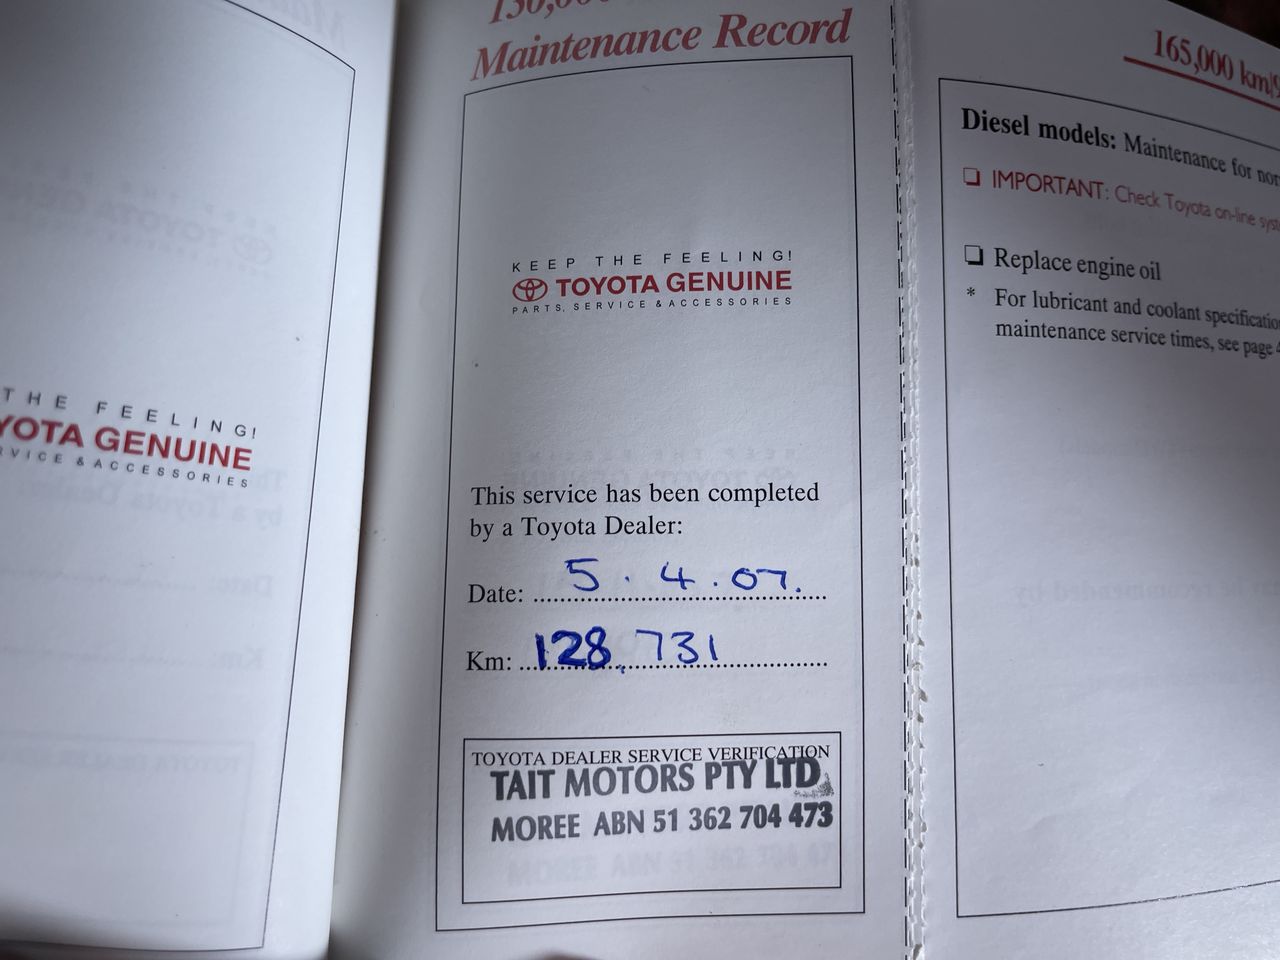 THE FEELING!
YOTA GENUINE
SERVICE & ACCESSORIES
Maintenance Record
KEEP THE FEELING!
TOYOTA GENUINE
PARTS, SERVICE & ACCESSORIES
This service has been completed
by a Toyota Dealer:
Date: 5.4.07.
Km: 128,731
TOYOTA DEALER SERVICE VERIFICATION
TAIT MOTORS PTY LTD
MOREE ABN 51 362 704 473
165,000 km/9
Diesel models: Maintenance for
❏ IMPORTANT: Check Toyota on-line
❏ Replace engine oil
* For lubricant and coolant
maintenance service times, see page